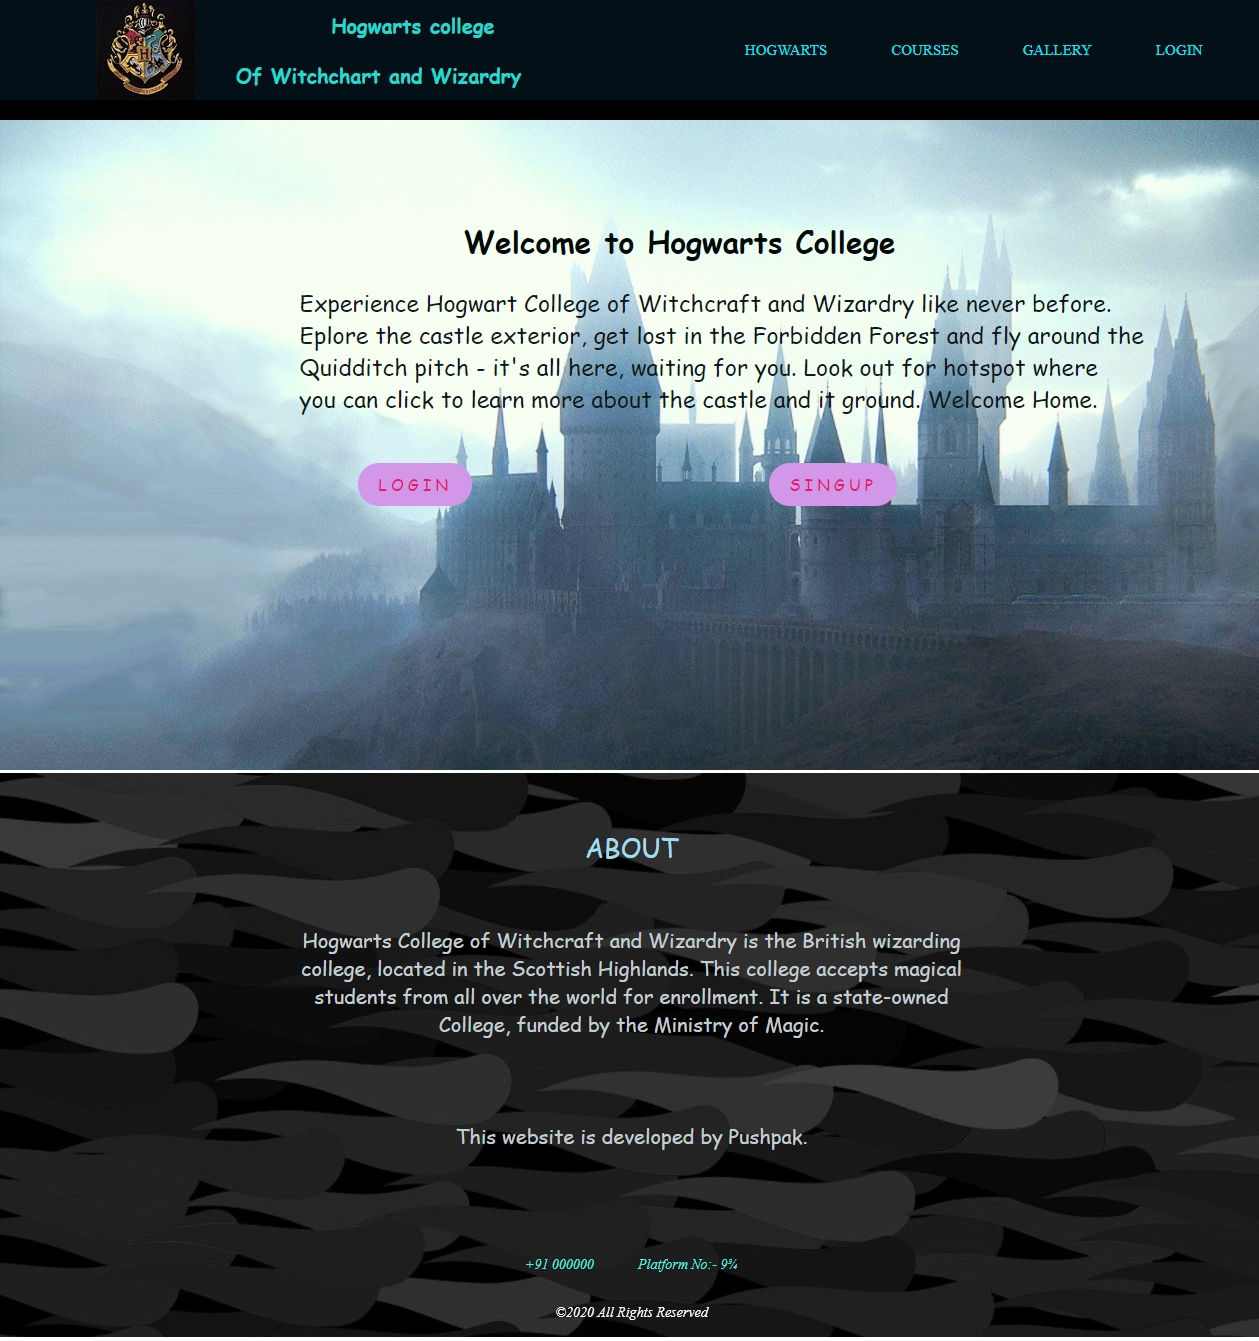 Hogwarts college
Of Witchchart and Wizardry
HOGWARTS COURSES GALLERY LOGIN
Welcome to Hogwarts College
Experience Hogwart College of Witchcraft and Wizardry like never before.
Eplore the castle exterior, get lost in the Forbidden Forest and fly around the
Quidditch pitch - it's all here, waiting for you. Look out for hotspot where
you can click to learn more about the castle and it ground. Welcome Home.
LOGIN SINGUP
ABOUT
Hogwarts College of Witchcraft and Wizardry is the British wizarding
college, located in the Scottish Highlands. This college accepts magical
students from all over the world for enrollment. It is a state-owned
College, funded by the Ministry of Magic.
This website is developed by Pushpak.
+91 000000 Platform No:- 9¾
©2020 All Rights Reserved